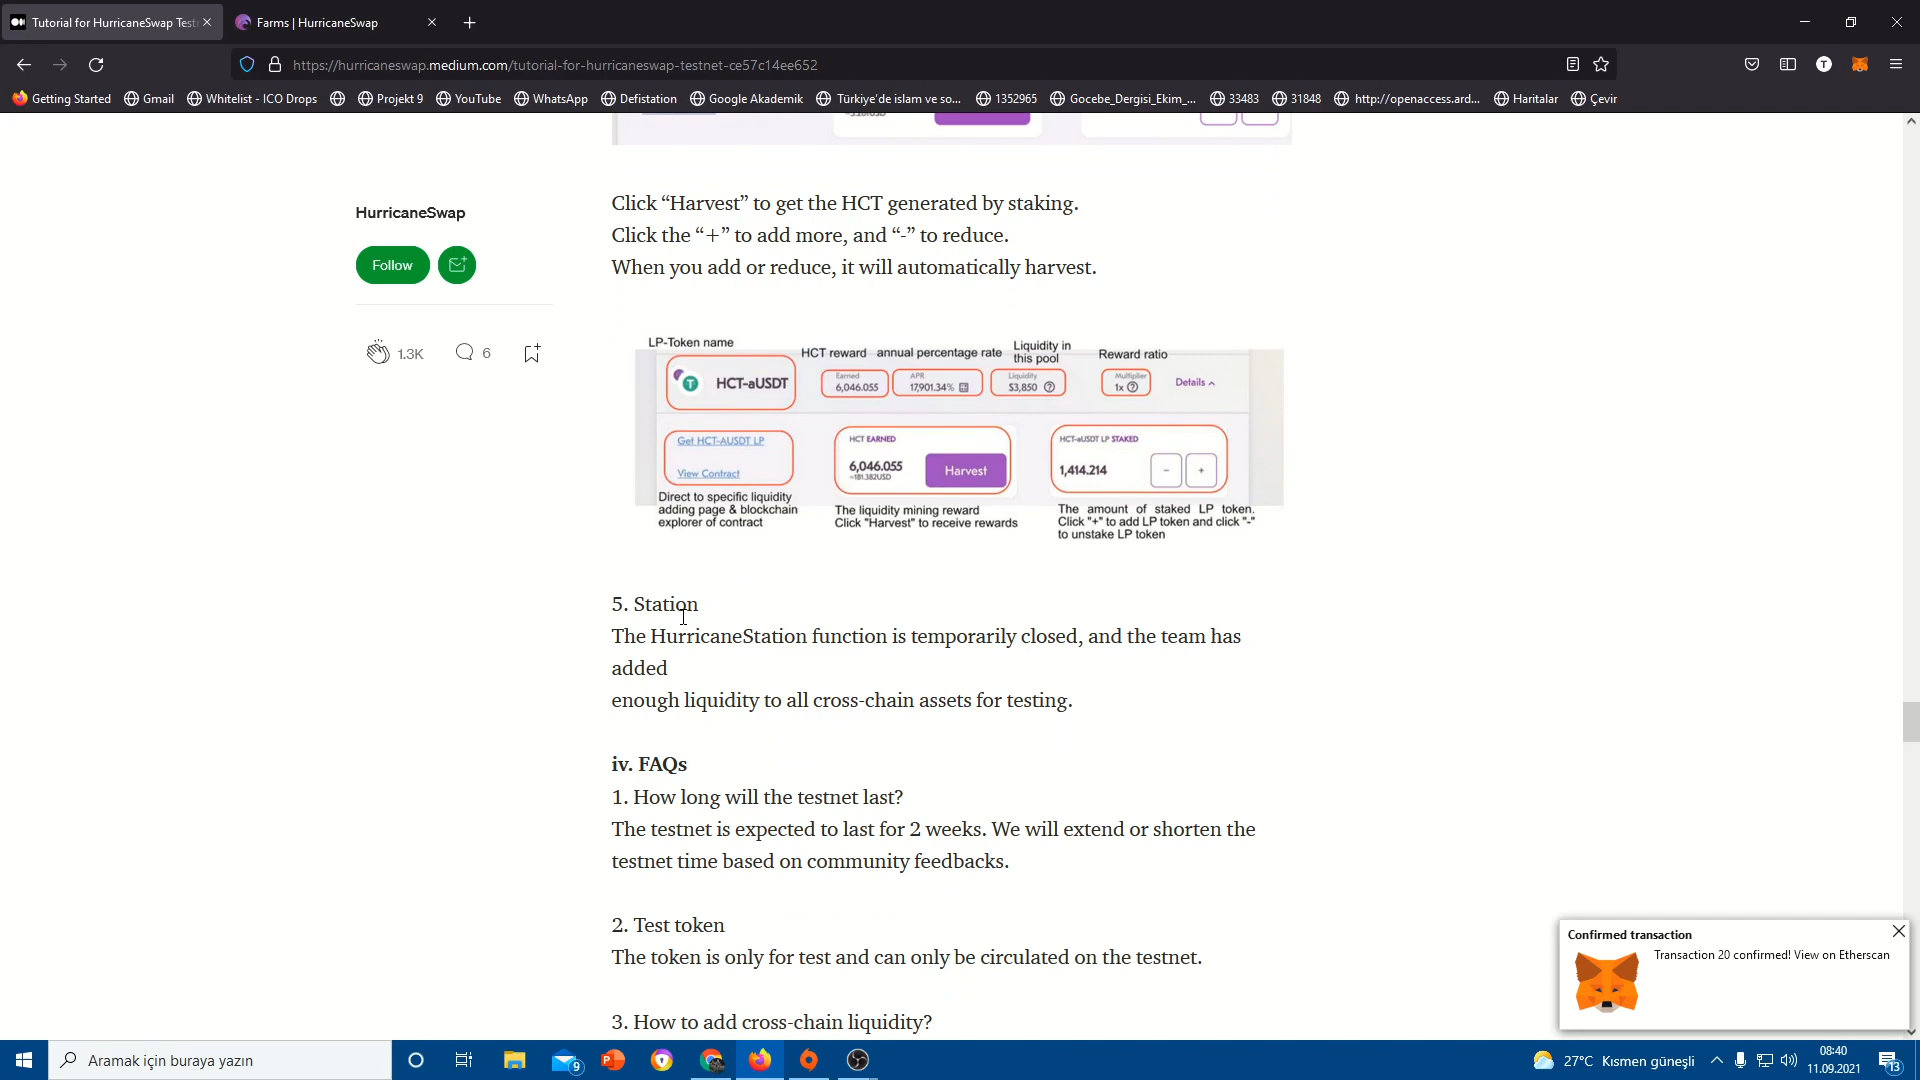 Tutorial for HurricaneSwap Testn
Farms | HurricaneSwap
https://hurricaneswap.medium.com/tutorial-for-hurricaneswap-testnet-ce57c14ee652
T
Getting Started
Gmail
Whitelist - ICO Drops
Projekt 9
YouTube
WhatsApp
Defistation
Google Akademik
Türkiye'de islam ve so...
1352965
Gocebe_Dergisi_Ekim_...
33483
31848
http://openaccess.ard...
Haritalar
Çevir
HurricaneSwap
Follow
1.3K
6
Click “Harvest” to get the HCT generated by staking.
Click the “+” to add more, and “-” to reduce.
When you add or reduce, it will automatically harvest.
LP-Token name
HCT reward
annual percentage rate
Liquidity in
this pool
Reward ratio
HCT-aUSDT
Earned
6,046.055
APR
17,901.34%
Liquidity
$3,850
Multiplier
1x
Details
Get HCT-AUSDT LP
View Contract
HCT EARNED
6,046.055
≈181.382USD
Harvest
HCT-aUSDT LP STAKED
1,414.214
-
+
Direct to specific liquidity
adding page & blockchain
explorer of contract
The liquidity mining reward
Click "Harvest" to receive rewards
The amount of staked LP token.
Click "+" to add LP token and click "-"
to unstake LP token
5. Station
The HurricaneStation function is temporarily closed, and the team has
added
enough liquidity to all cross-chain assets for testing.
iv. FAQs
1. How long will the testnet last?
The testnet is expected to last for 2 weeks. We will extend or shorten the
testnet time based on community feedbacks.
2. Test token
The token is only for test and can only be circulated on the testnet.
3. How to add cross-chain liquidity?
Confirmed transaction
Transaction 20 confirmed! View on Etherscan
Aramak için buraya yazın
9
27°C Kısmen güneşli
08:40
11.09.2021
13